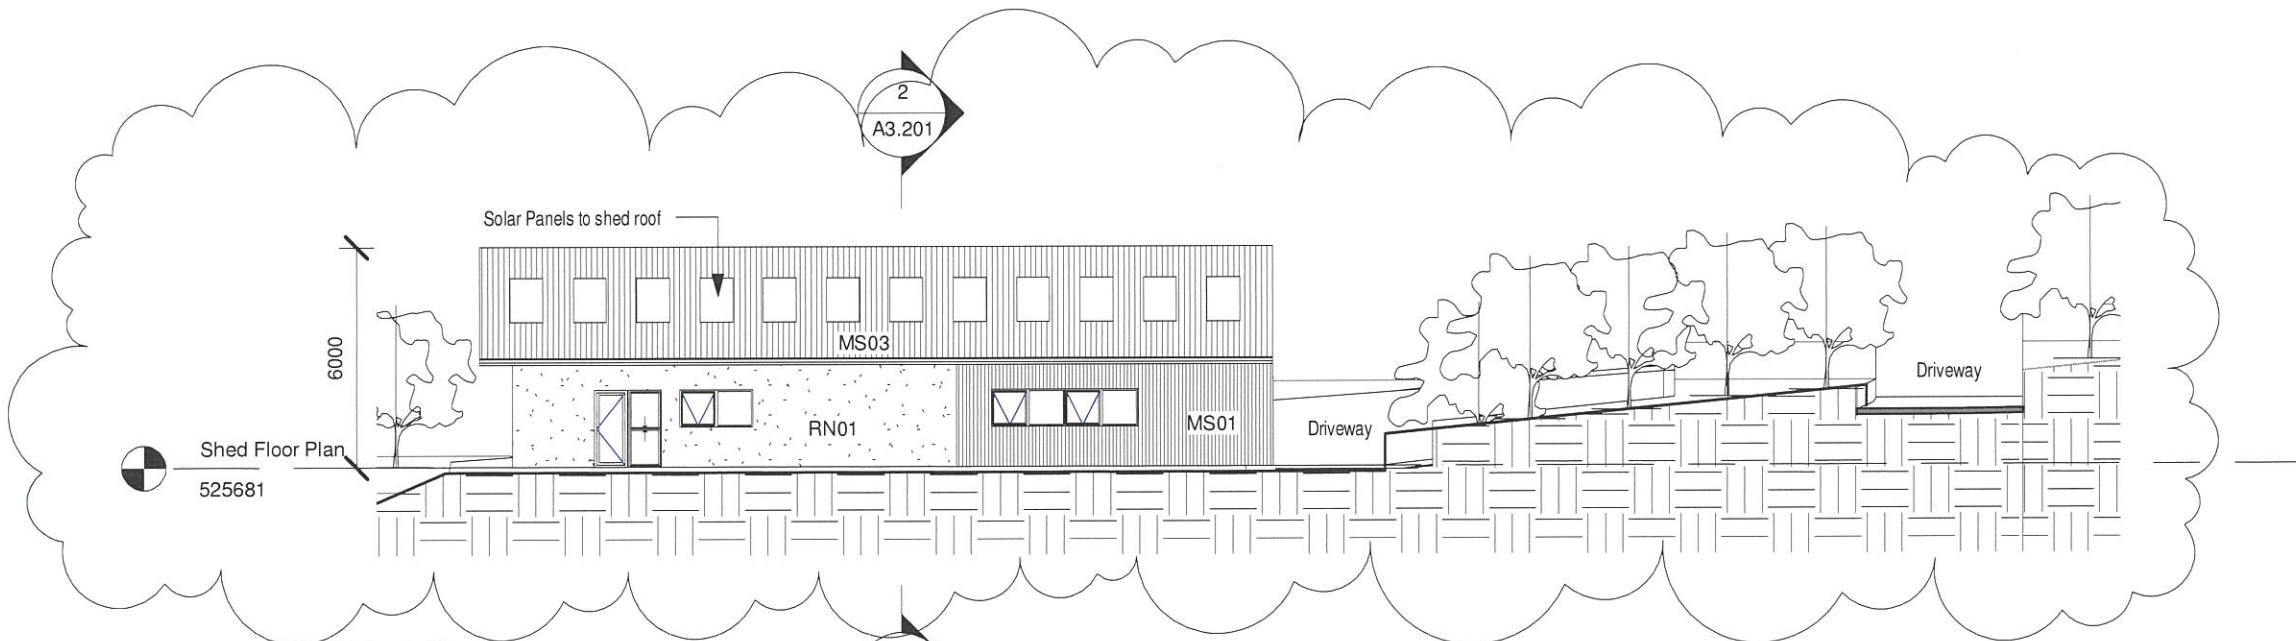 2
A3.201
Solar Panels to shed roof
6000
MS03
Driveway
RN01
MS01
Driveway
Shed Floor Plan
525681